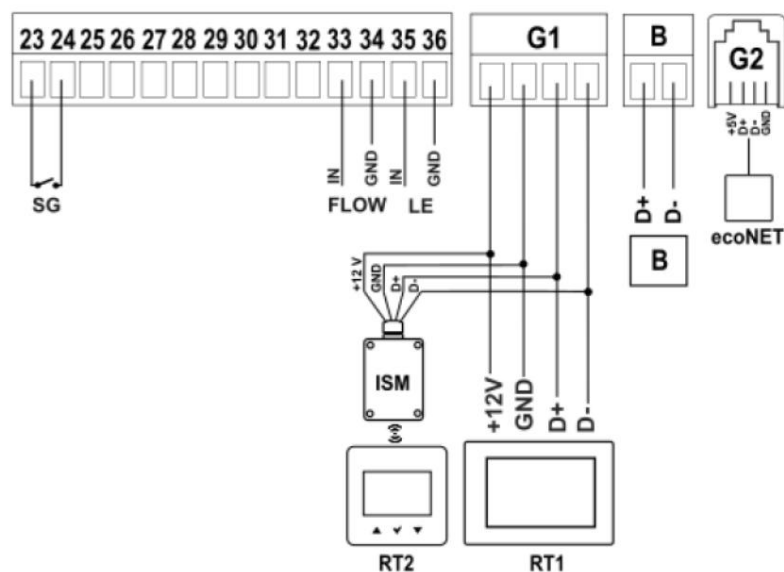 23 24 25 26 27 28 29 30 31 32 33 34 35 36
G1
B
G2
+5V
D+
D-
GND
SG
IN
GND
IN
GND
FLOW LE
D+
D-
B
ecoNET
+12 V
GND
D+
D-
ISM
+12V
GND
D+
D-
RT2
RT1